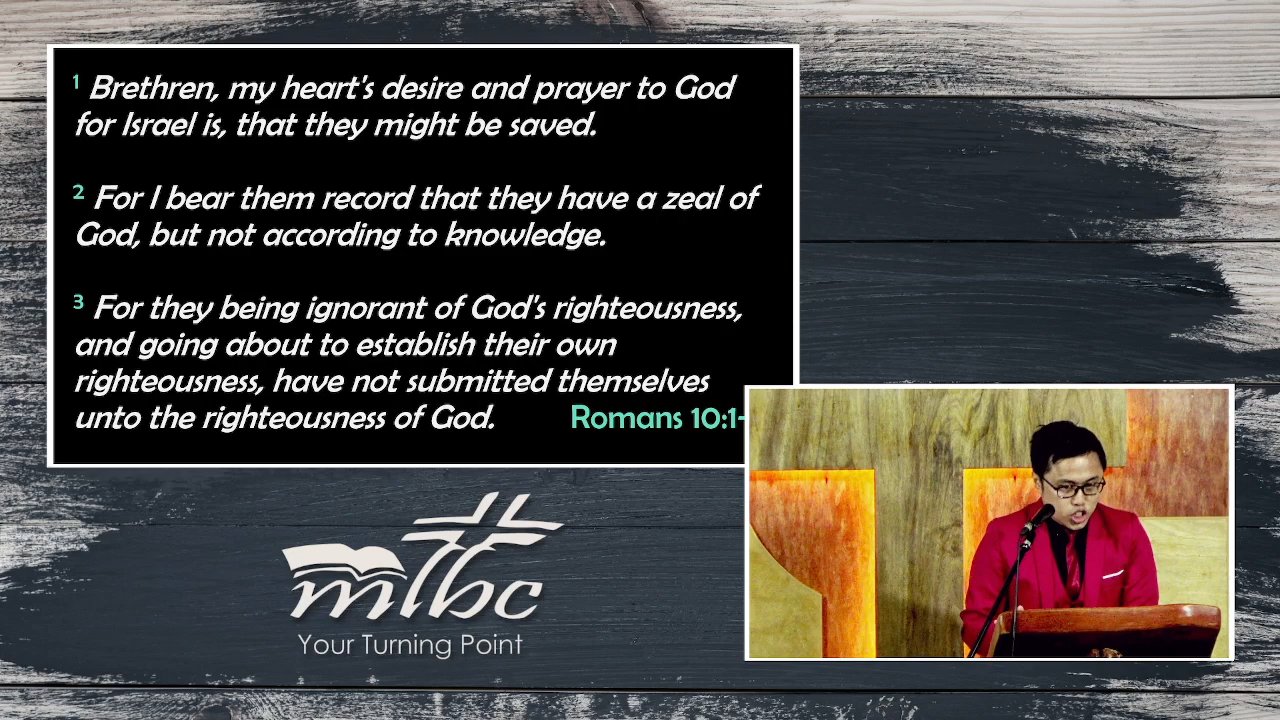 1 Brethren, my heart's desire and prayer to God
for Israel is, that they might be saved.
2 For I bear them record that they have a zeal of
God, but not according to knowledge.
3 For they being ignorant of God's righteousness,
and going about to establish their own
righteousness, have not submitted themselves
unto the righteousness of God. Romans 10:1-
mlbc
Your Turning Point